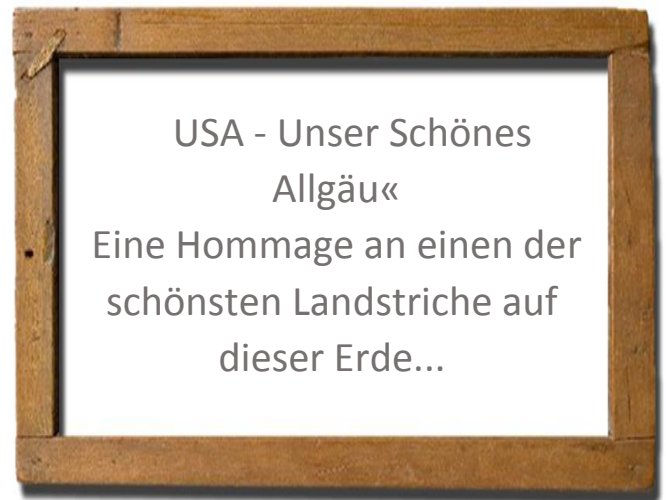 USA - Unser Schönes
Allgäu«
Eine Hommage an einen der
schönsten Landstriche auf
dieser Erde...